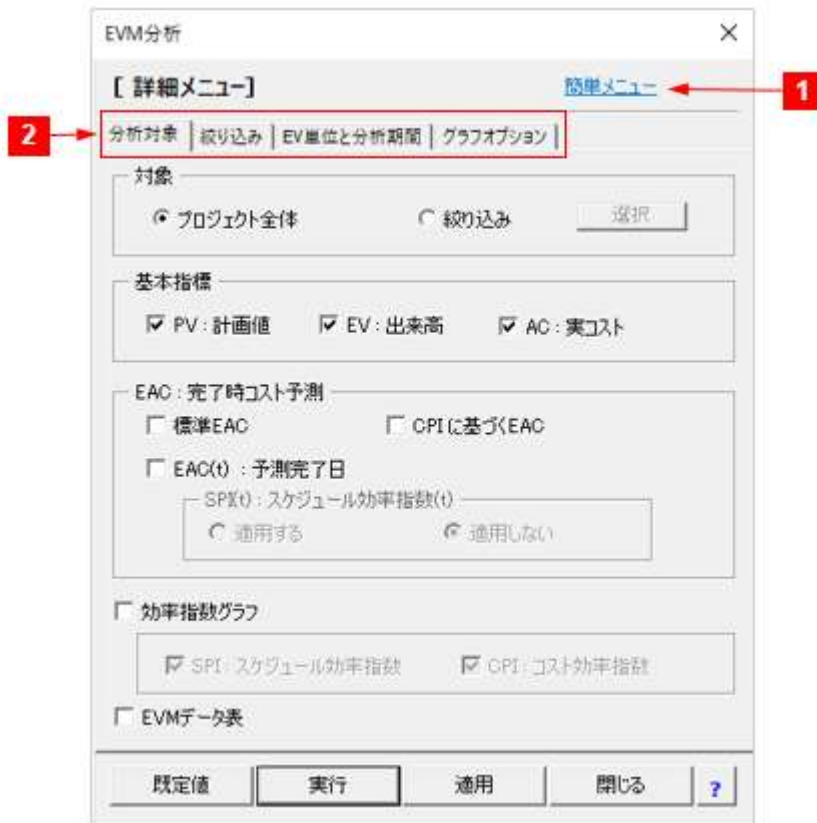 EVM分析
[ 詳細メニュー]
簡単メニュー
1
2
分析対象 絞り込み EV単位と分析期間 グラフオプション
対象
プロジェクト全体 絞り込み 選択
基本指標
PV : 計画値 EV : 出来高 AC : 実コスト
EAC : 完了時コスト予測
標準EAC CPIに基づくEAC
EAC(t) : 予測完了日
SPI(t) : スケジュール効率指数(t)
適用する 適用しない
効率指数グラフ
SPI : スケジュール効率指数 CPI : コスト効率指数
EVMデータ表
既定値 実行 適用 閉じる ?